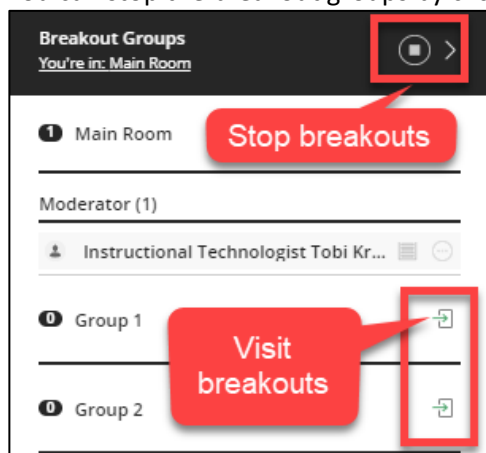 Breakout Groups
You're in: Main Room
Stop breakouts
1 Main Room
Moderator (1)
Instructional Technologist Tobi Kr...
0 Group 1
Visit
breakouts
0 Group 2